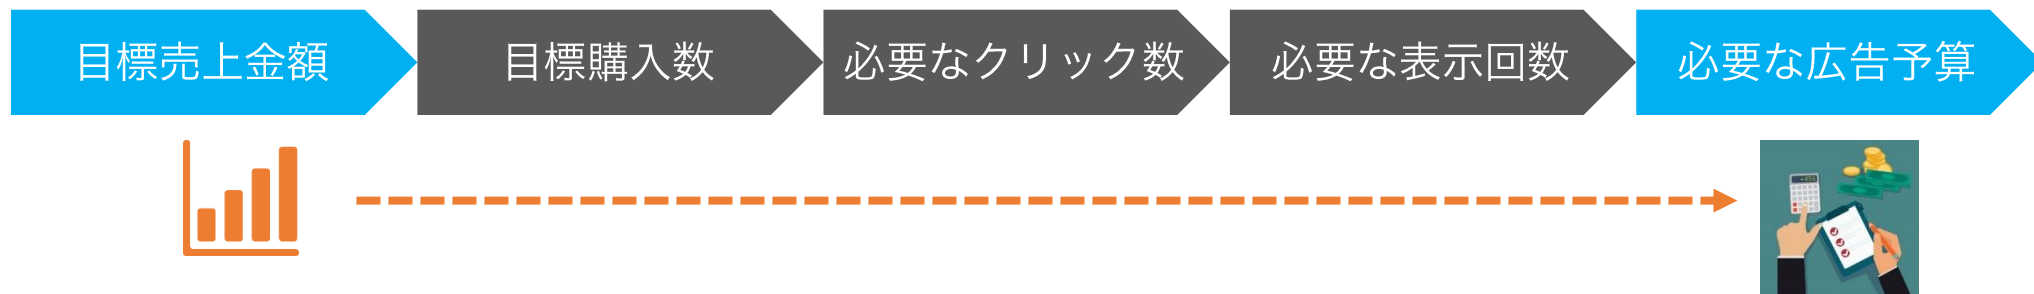 目標売上金額
目標購入数
必要なクリック数
必要な表示回数
必要な広告予算